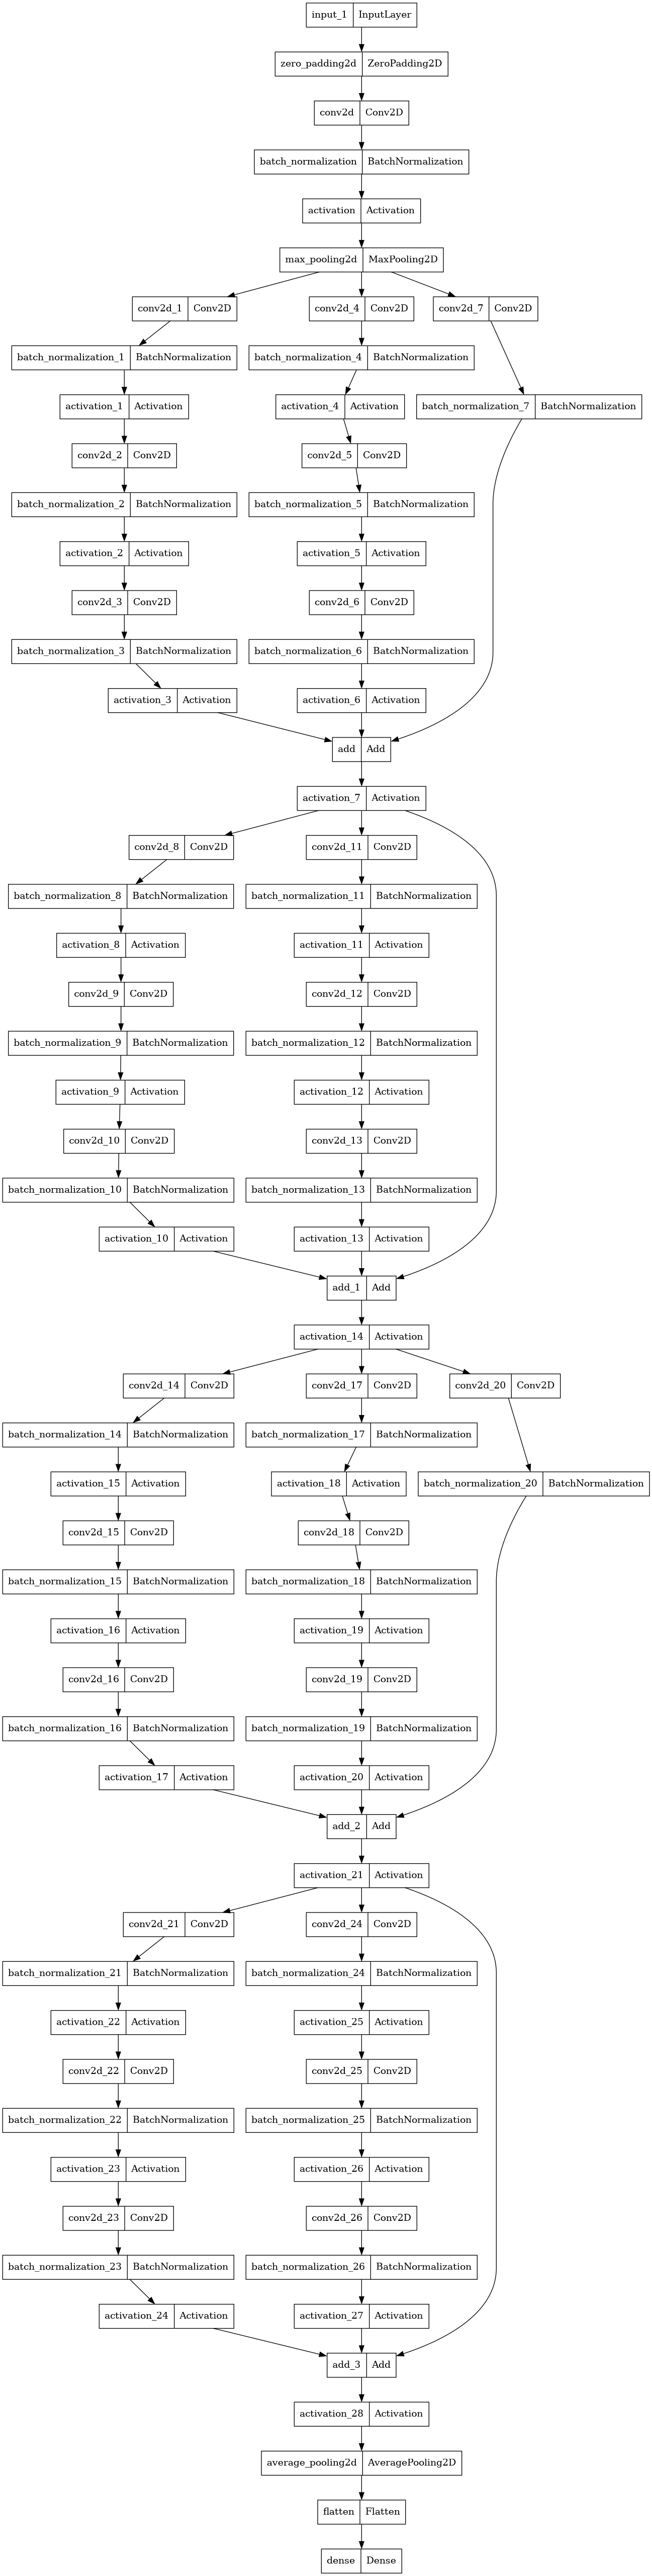 input_1 InputLayer
zero_padding2d ZeroPadding2D
conv2d Conv2D
batch_normalization BatchNormalization
activation Activation
max_pooling2d MaxPooling2D
conv2d_1 Conv2D conv2d_4 Conv2D conv2d_7 Conv2D
batch_normalization_1 BatchNormalization batch_normalization_4 BatchNormalization
activation_1 Activation activation_4 Activation batch_normalization_7 BatchNormalization
conv2d_2 Conv2D conv2d_5 Conv2D
batch_normalization_2 BatchNormalization batch_normalization_5 BatchNormalization
activation_2 Activation activation_5 Activation
conv2d_3 Conv2D conv2d_6 Conv2D
batch_normalization_3 BatchNormalization batch_normalization_6 BatchNormalization
activation_3 Activation activation_6 Activation
add Add
activation_7 Activation
conv2d_8 Conv2D conv2d_11 Conv2D
batch_normalization_8 BatchNormalization batch_normalization_11 BatchNormalization
activation_8 Activation activation_11 Activation
conv2d_9 Conv2D conv2d_12 Conv2D
batch_normalization_9 BatchNormalization batch_normalization_12 BatchNormalization
activation_9 Activation activation_12 Activation
conv2d_10 Conv2D conv2d_13 Conv2D
batch_normalization_10 BatchNormalization batch_normalization_13 BatchNormalization
activation_10 Activation activation_13 Activation
add_1 Add
activation_14 Activation
conv2d_14 Conv2D conv2d_17 Conv2D conv2d_20 Conv2D
batch_normalization_14 BatchNormalization batch_normalization_17 BatchNormalization
activation_15 Activation activation_18 Activation batch_normalization_20 BatchNormalization
conv2d_15 Conv2D conv2d_18 Conv2D
batch_normalization_15 BatchNormalization batch_normalization_18 BatchNormalization
activation_16 Activation activation_19 Activation
conv2d_16 Conv2D conv2d_19 Conv2D
batch_normalization_16 BatchNormalization batch_normalization_19 BatchNormalization
activation_17 Activation activation_20 Activation
add_2 Add
activation_21 Activation
conv2d_21 Conv2D conv2d_24 Conv2D
batch_normalization_21 BatchNormalization batch_normalization_24 BatchNormalization
activation_22 Activation activation_25 Activation
conv2d_22 Conv2D conv2d_25 Conv2D
batch_normalization_22 BatchNormalization batch_normalization_25 BatchNormalization
activation_23 Activation activation_26 Activation
conv2d_23 Conv2D conv2d_26 Conv2D
batch_normalization_23 BatchNormalization batch_normalization_26 BatchNormalization
activation_24 Activation activation_27 Activation
add_3 Add
activation_28 Activation
average_pooling2d AveragePooling2D
flatten Flatten
dense Dense